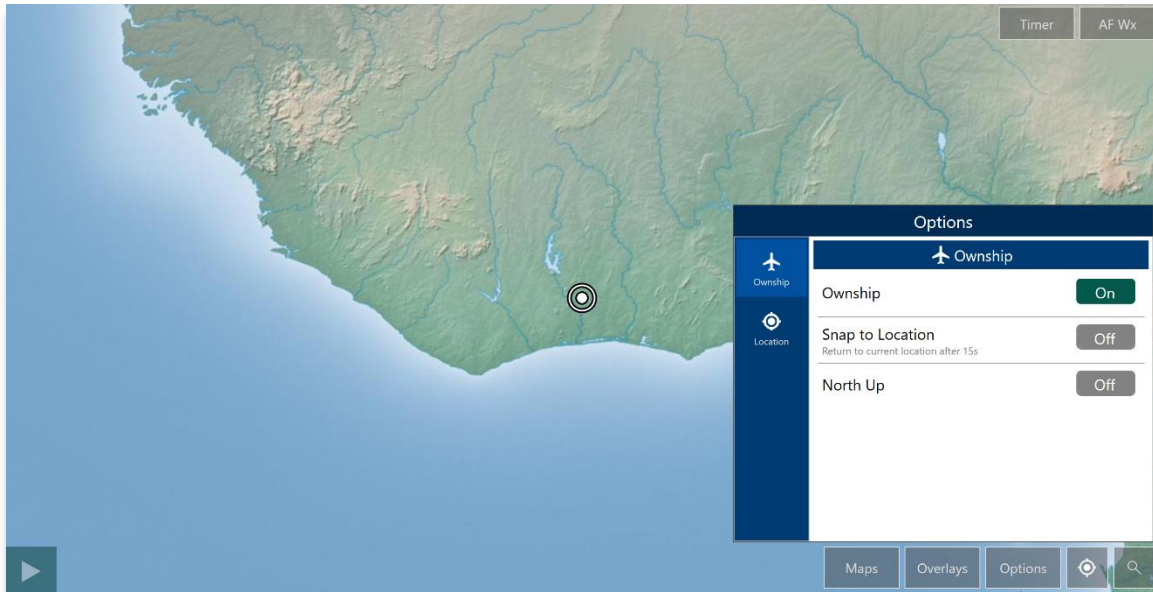 Timer
AF Wx
Options
Ownship
Location
Ownship
Ownship
On
Snap to Location
Off
Return to current location after 15s
North Up
Off
Maps
Overlays
Options